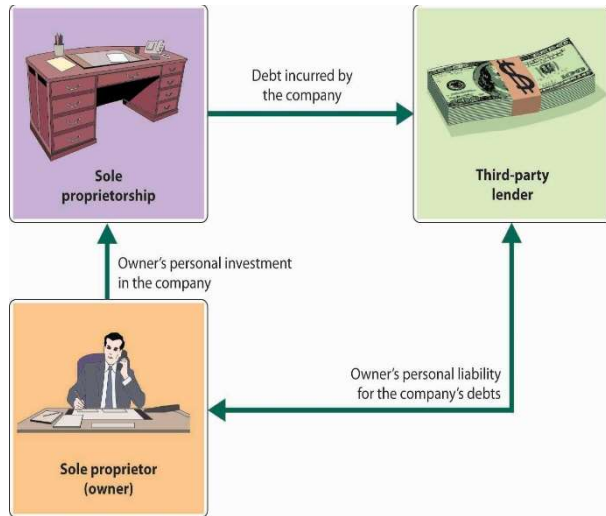 Debt incurred by
the company
Sole
proprietorship
Third-party
lender
Owner's personal investment
in the company
Owner's personal liability
for the company's debts
Sole proprietor
(owner)